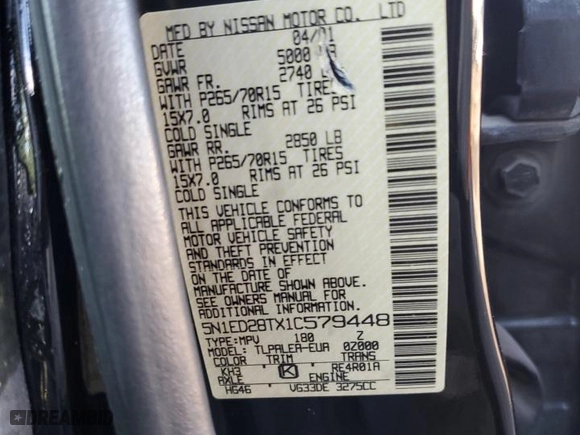 MFD BY NISSAN MOTOR CO. LTD
DATE 04/01
GVWR 5000
GAWR FR. 2740
WITH P265/70R15 TIRES
15X7.0 RIMS AT 26 PSI
COLD SINGLE
GAWR RR. 2850 LB
WITH P265/70R15 TIRES
15X7.0 RIMS AT 26 PSI
COLD SINGLE
THIS VEHICLE CONFORMS TO
ALL APPLICABLE FEDERAL
MOTOR VEHICLE SAFETY
AND THEFT PREVENTION
STANDARDS IN EFFECT
ON THE DATE OF
MANUFACTURE SHOWN ABOVE.
SEE OWNERS MANUAL FOR
ADDITIONAL INFORMATION.
5N1ED28TX1C579448
TYPE:MPV 180 Z
MODEL: TLPALEA-EUA 0Z000
COLOR TRIM TRANS
KH3 K RE4R01A
AXLE ENGINE
HG46 VG33DE 3275CC
DREAMBID